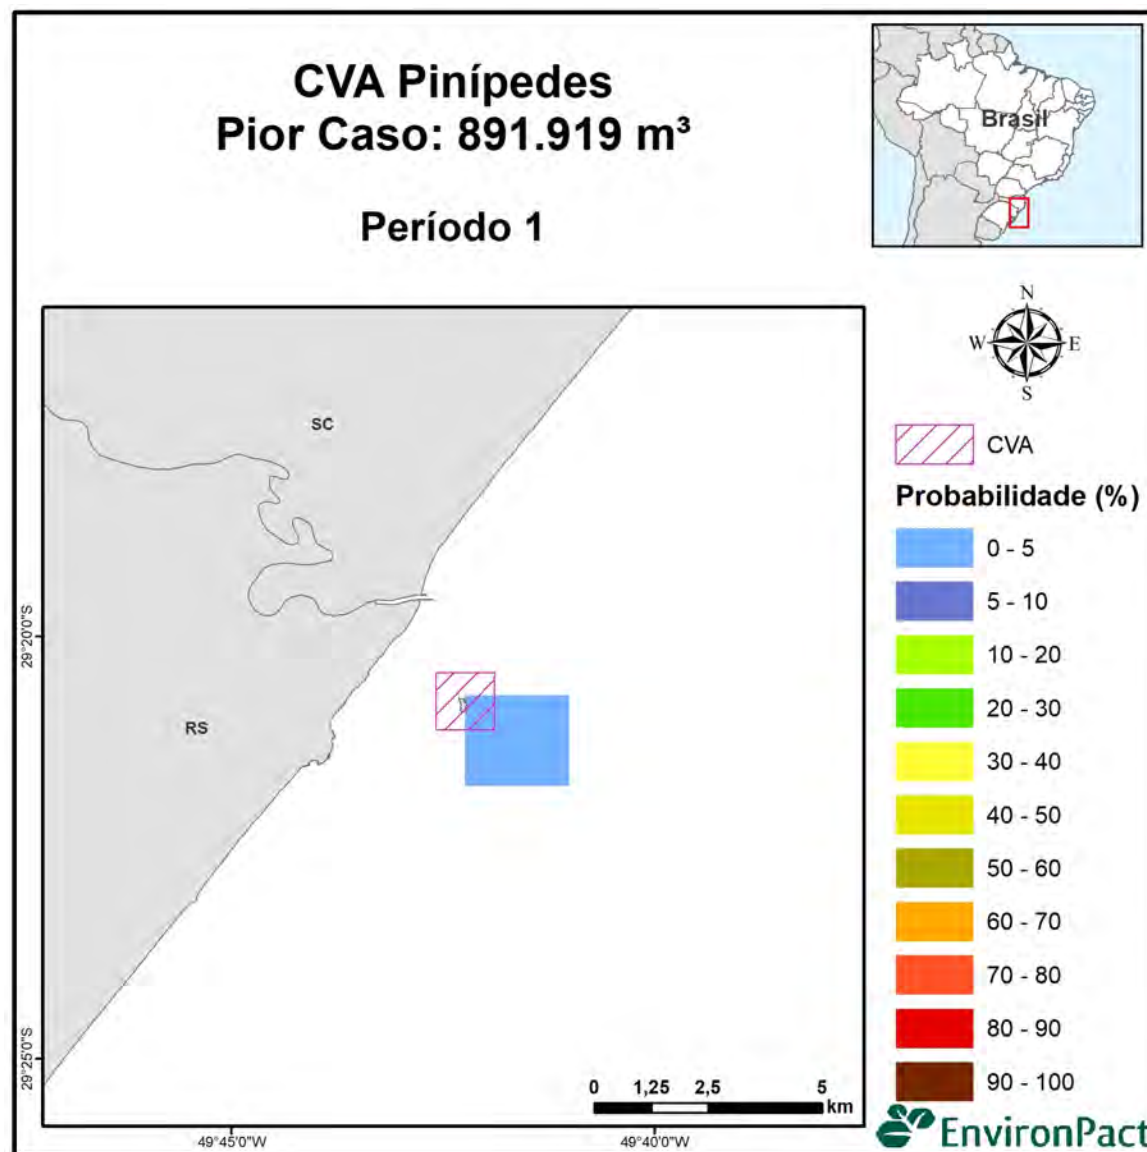 CVA Pinípedes
Pior Caso: 891.919 m³
Período 1
Brasil
N
W E
S
SC
RS
29°20'0"S
29°25'0"S
49°45'0"W
49°40'0"W
0 1,25 2,5 5
km
CVA
Probabilidade (%)
0 - 5
5 - 10
10 - 20
20 - 30
30 - 40
40 - 50
50 - 60
60 - 70
70 - 80
80 - 90
90 - 100
EnvironPact